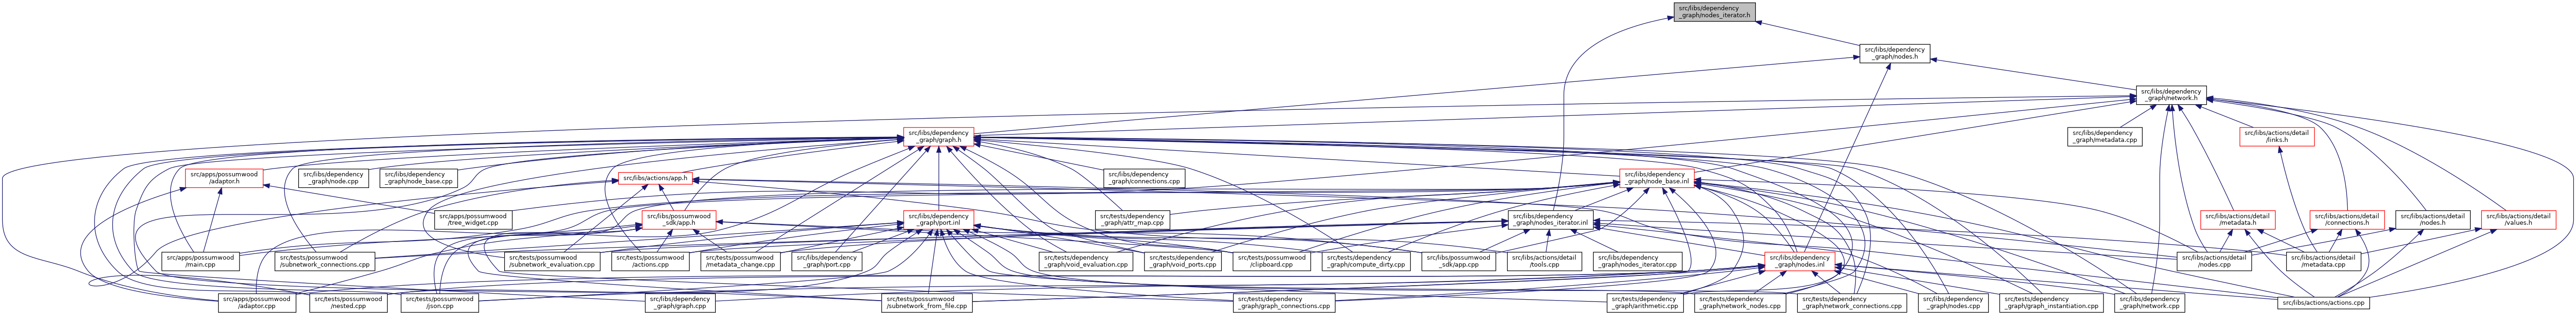 src/libs/dependency
_graph/nodes_iterator.h
src/libs/dependency
_graph/nodes.h
src/libs/dependency
_graph/network.h
src/libs/dependency
_graph/graph.h
src/libs/dependency
_graph/metadata.cpp
src/libs/actions/detail
/links.h
src/apps/possumwood
/adaptor.h
src/libs/dependency
_graph/node.cpp
src/libs/dependency
_graph/node_base.cpp
src/libs/actions/app.h
src/libs/dependency
_graph/connections.cpp
src/libs/dependency
_graph/node_base.inl
src/apps/possumwood
/tree_widget.cpp
src/libs/possumwood
_sdk/app.h
src/libs/dependency
_graph/port.inl
src/tests/dependency
_graph/attr_map.cpp
src/libs/dependency
_graph/nodes_iterator.inl
src/libs/actions/detail
/metadata.h
src/libs/actions/detail
/connections.h
src/libs/actions/detail
/nodes.h
src/libs/actions/detail
/values.h
src/apps/possumwood
/main.cpp
src/tests/possumwood
/subnetwork_connections.cpp
src/tests/possumwood
/subnetwork_evaluation.cpp
src/tests/possumwood
/actions.cpp
src/tests/possumwood
/metadata_change.cpp
src/libs/dependency
_graph/port.cpp
src/tests/dependency
_graph/void_evaluation.cpp
src/tests/dependency
_graph/void_ports.cpp
src/tests/possumwood
/clipboard.cpp
src/tests/dependency
_graph/compute_dirty.cpp
src/libs/possumwood
_sdk/app.cpp
src/libs/actions/detail
/tools.cpp
src/libs/dependency
_graph/nodes_iterator.cpp
src/libs/dependency
_graph/nodes.inl
src/libs/actions/detail
/nodes.cpp
src/libs/actions/detail
/metadata.cpp
src/apps/possumwood
/adaptor.cpp
src/tests/possumwood
/nested.cpp
src/tests/possumwood
/json.cpp
src/libs/dependency
_graph/graph.cpp
src/tests/possumwood
/subnetwork_from_file.cpp
src/tests/dependency
_graph/graph_connections.cpp
src/tests/dependency
_graph/arithmetic.cpp
src/tests/dependency
_graph/network_nodes.cpp
src/tests/dependency
_graph/network_connections.cpp
src/libs/dependency
_graph/nodes.cpp
src/tests/dependency
_graph/graph_instantiation.cpp
src/libs/dependency
_graph/network.cpp
src/libs/actions/actions.cpp